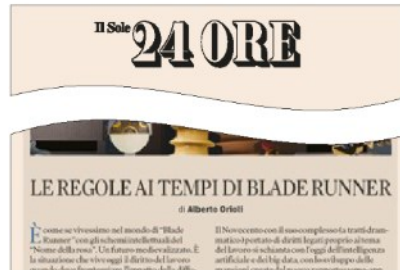 Il Sole
24 ORE
LE REGOLE AI TEMPI DI BLADE RUNNER
di Alberto Orioli
È come se vivessimo nel mondo di "Blade
Runner" con gli schemi intellettuali del
"Nome della rosa". Un futuro medievalizzato. È
la situazione che vive oggi il diritto del lavoro
Il Novecento con il suo complesso (a tratti dram-
matico) portato di diritti legati proprio al tema
del lavoro si schianta con l'oggi dell'intelligenza
artificiale e dei big data, con lo sviluppo delle